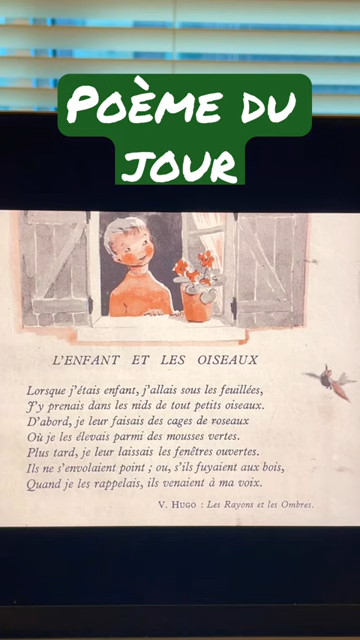 POÈME DU
JOUR
L'ENFANT ET LES OISEAUX
Lorsque j'étais enfant, j'allais sous les feuillées,
J'y prenais dans les nids de tout petits oiseaux.
D'abord, je leur faisais des cages de roseaux
Où je les élevais parmi des mousses vertes.
Plus tard, je leur laissais les fenêtres ouvertes.
Ils ne s'envolaient point ; ou, s'ils fuyaient aux bois,
Quand je les rappelais, ils venaient à ma voix.
V. HUGO : Les Rayons et les Ombres.